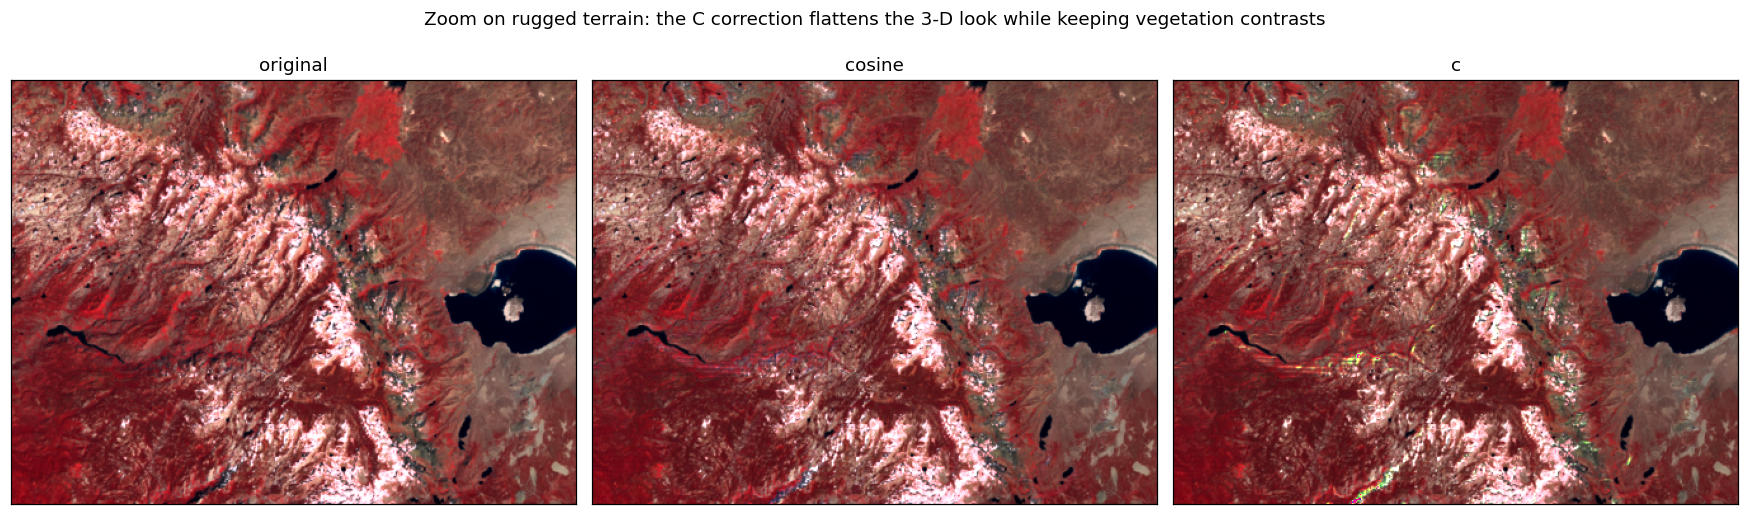 Zoom on rugged terrain: the C correction flattens the 3-D look while keeping vegetation contrasts
original
cosine
c